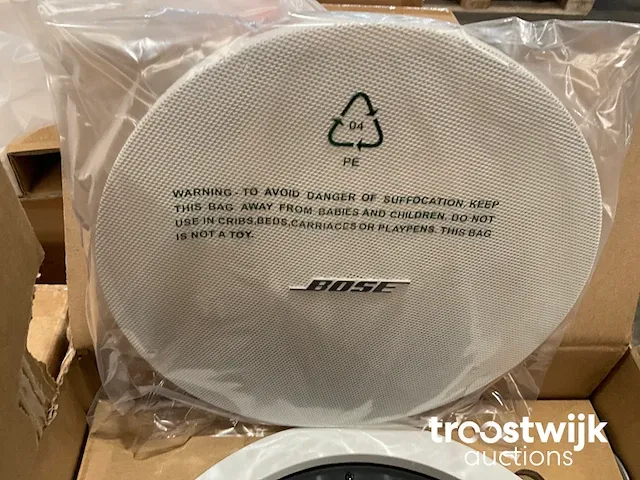 04
PE
WARNING - TO AVOID DANGER OF SUFFOCATION KEEP
THIS BAG AWAY FROM BABIES AND CHILDREN. DO NOT
USE IN CRIBS,BEDS,CARRIAGES OR PLAYPENS. THIS BAG
IS NOT A TOY.
BOSE
troostwijk
auctions